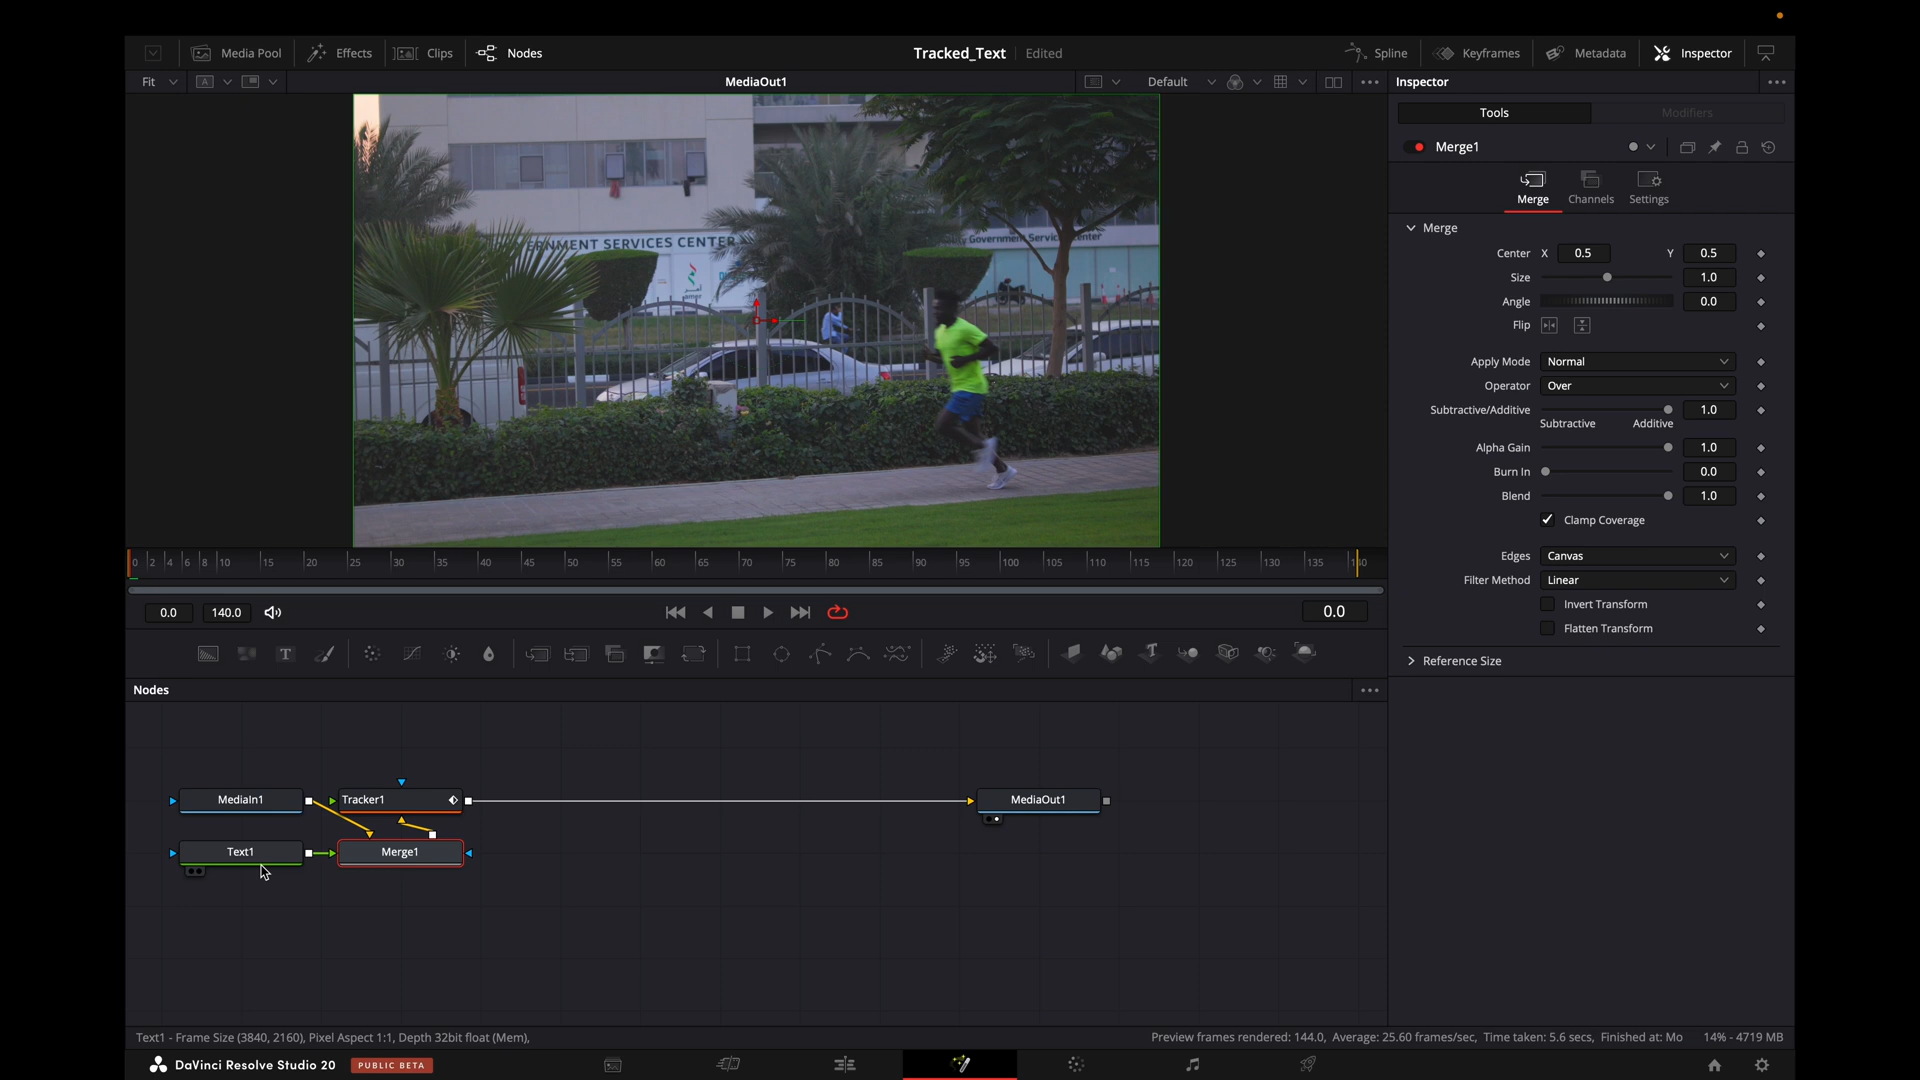 Media Pool Effects Clips Nodes Tracked_Text Edited Spline Keyframes Metadata Inspector
Fit A MediaOut1 Default Inspector
Tools Modifiers
Merge1
Merge Channels Settings
Merge
Center X 0.5 Y 0.5
Size 1.0
Angle 0.0
Flip
Apply Mode Normal
Operator Over
Subtractive/Additive 1.0
Subtractive Additive
Alpha Gain 1.0
Burn In 0.0
Blend 1.0
Clamp Coverage
Edges Canvas
Filter Method Linear
Invert Transform
Flatten Transform
Reference Size
ERNMENT SERVICES CENTER
Government Service
0 2 4 6 8 10 15 20 25 30 35 40 45 50 55 60 65 70 75 80 85 90 95 100 105 110 115 120 125 130 135
0.0 140.0 0.0
Nodes
MediaIn1 Tracker1 MediaOut1
Text1 Merge1
Text1 - Frame Size (3840, 2160), Pixel Aspect 1:1, Depth 32bit float (Mem), Preview frames rendered: 144.0, Average: 25.60 frames/sec, Time taken: 5.6 secs, Finished at: Mo 14% - 4719 MB
DaVinci Resolve Studio 20 PUBLIC BETA